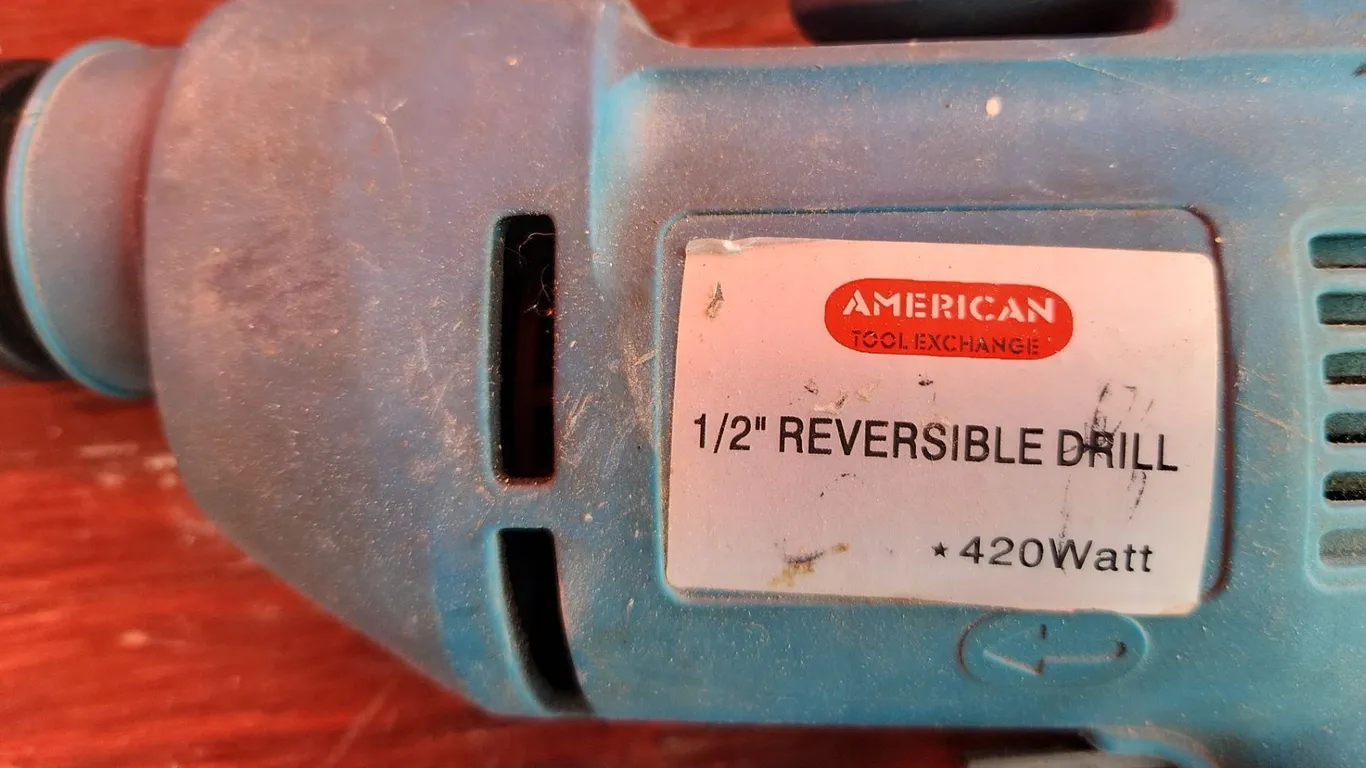 AMERICAN
TOOL EXCHANGE
1/2" REVERSIBLE DRILL
★420Watt